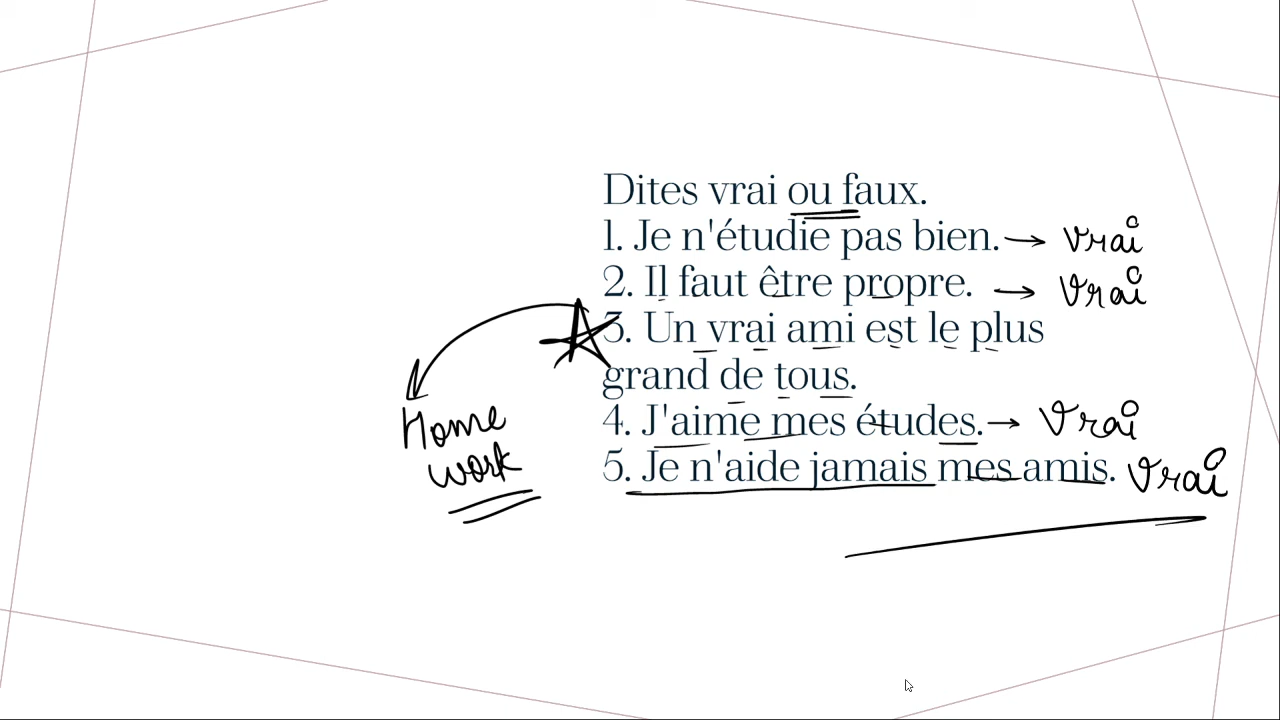 Dites vrai ou faux.
1. Je n'étudie pas bien. → vrai
2. Il faut être propre. → vrai
3. Un vrai ami est le plus
grand de tous.
4. J'aime mes études. → vrai
5. Je n'aide jamais mes amis. vrai
Home
work